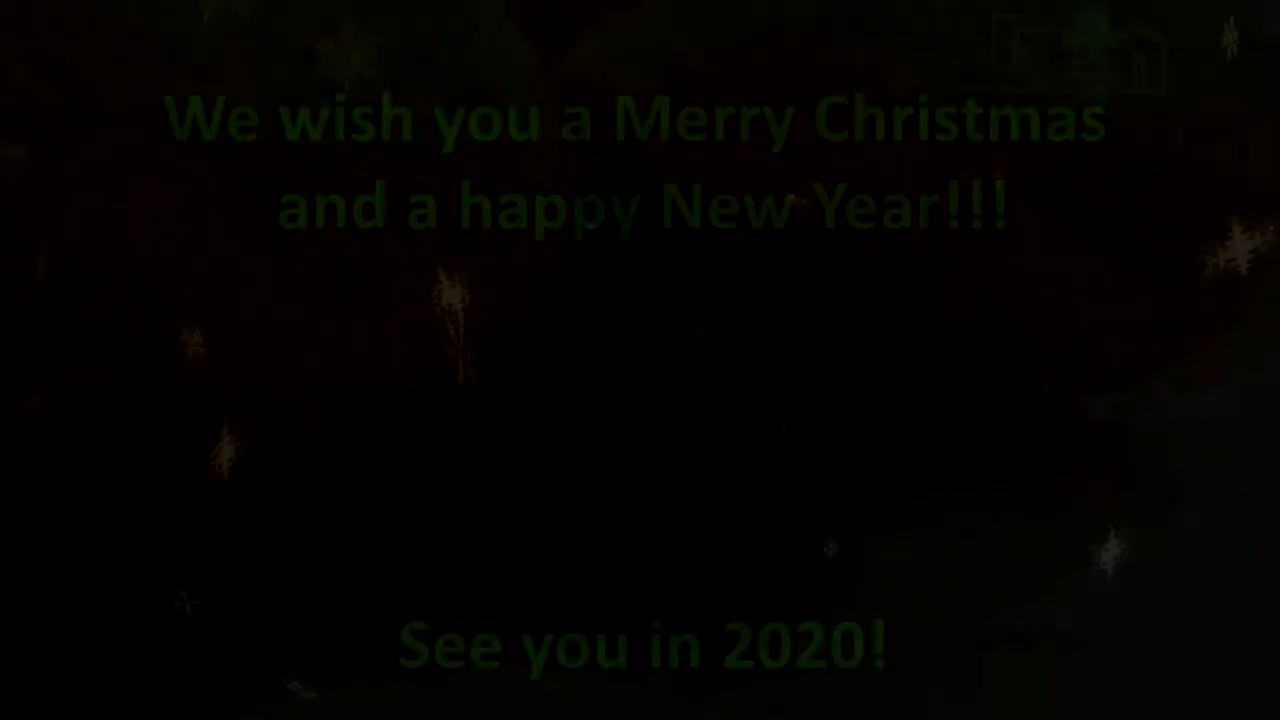 We wish you a Merry Christmas
and a happy New Year!!!
See you in 2020!